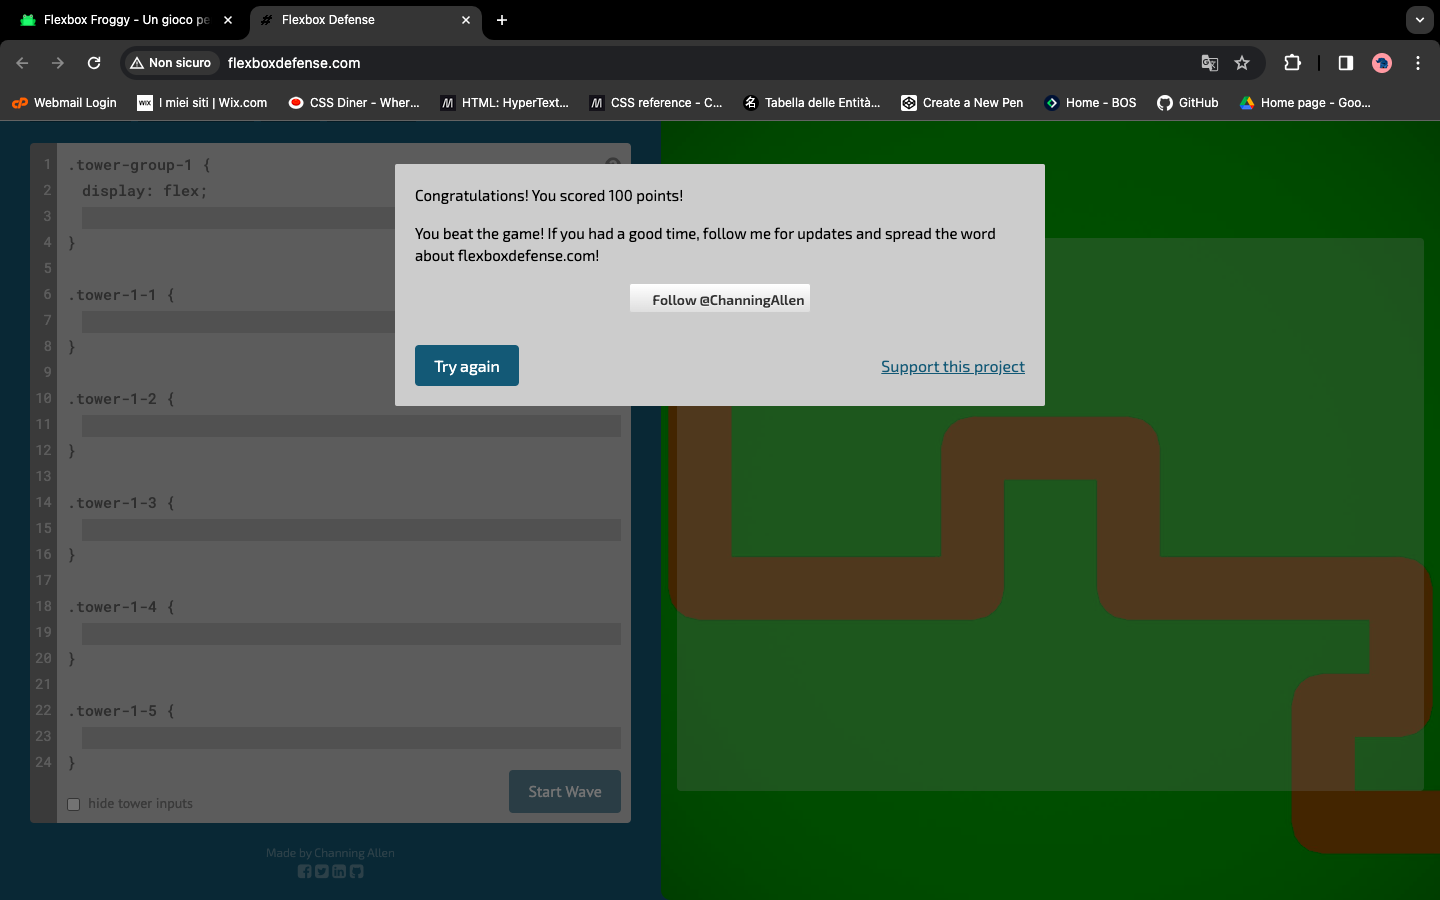 Flexbox Froggy - Un gioco pe
Flexbox Defense
Non sicuro
flexboxdefense.com
Webmail Login
WIX
I miei siti | Wix.com
CSS Diner - Wher...
HTML: HyperText...
CSS reference - C...
Tabella delle Entità...
Create a New Pen
Home - BOS
GitHub
Home page - Goo...
1 .tower-group-1 {
2 display: flex;
3
4 }
5
6 .tower-1-1 {
7
8 }
9
10 .tower-1-2 {
11
12 }
13
14 .tower-1-3 {
15
16 }
17
18 .tower-1-4 {
19
20 }
21
22 .tower-1-5 {
23
24 }
hide tower inputs
Start Wave
Made by Channing Allen
Congratulations! You scored 100 points!
You beat the game! If you had a good time, follow me for updates and spread the word
about flexboxdefense.com!
Follow @ChanningAllen
Try again
Support this project